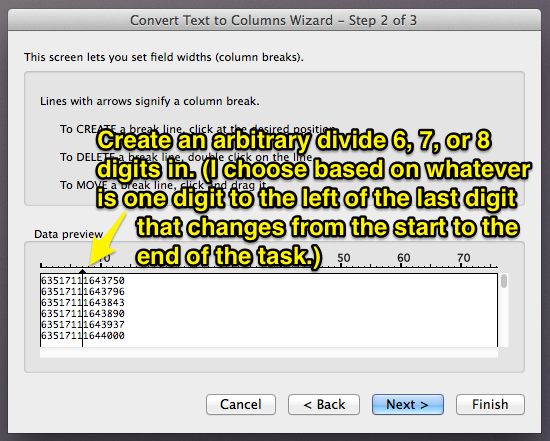 Convert Text to Columns Wizard – Step 2 of 3
This screen lets you set field widths (column breaks).
Lines with arrows signify a column break.
To CREATE a break line, click at the desired position.
To DELETE a break line, double click on the line.
To MOVE a break line, click and drag it.
Create an arbitrary divide 6, 7, or 8
digits in. (I choose based on whatever
is one digit to the left of the last digit
that changes from the start to the
end of the task.)
Data preview
10 50 60 70
63517111643750
63517111643796
63517111643843
63517111643890
63517111643937
63517111644000
Cancel < Back Next > Finish